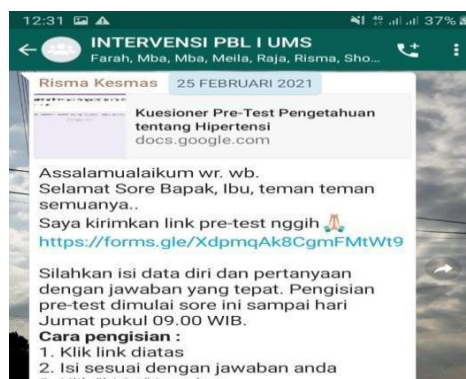 12:31 37%
INTERVENSI PBL I UMS
Farah, Mba, Mba, Meila, Raja, Risma, Sho...
Risma Kesmas 25 FEBRUARI 2021
Kuesioner Pre-Test Pengetahuan
tentang Hipertensi
docs.google.com
Assalamualaikum wr. wb.
Selamat Sore Bapak, Ibu, teman teman
semuanya..
Saya kirimkan link pre-test nggih 🙏🏻
https://forms.gle/XdpmqAk8CgmFMtWt9
Silahkan isi data diri dan pertanyaan
dengan jawaban yang tepat. Pengisian
pre-test dimulai sore ini sampai hari
Jumat pukul 09.00 WIB.
Cara pengisian :
1. Klik link diatas
2. Isi sesuai dengan jawaban anda